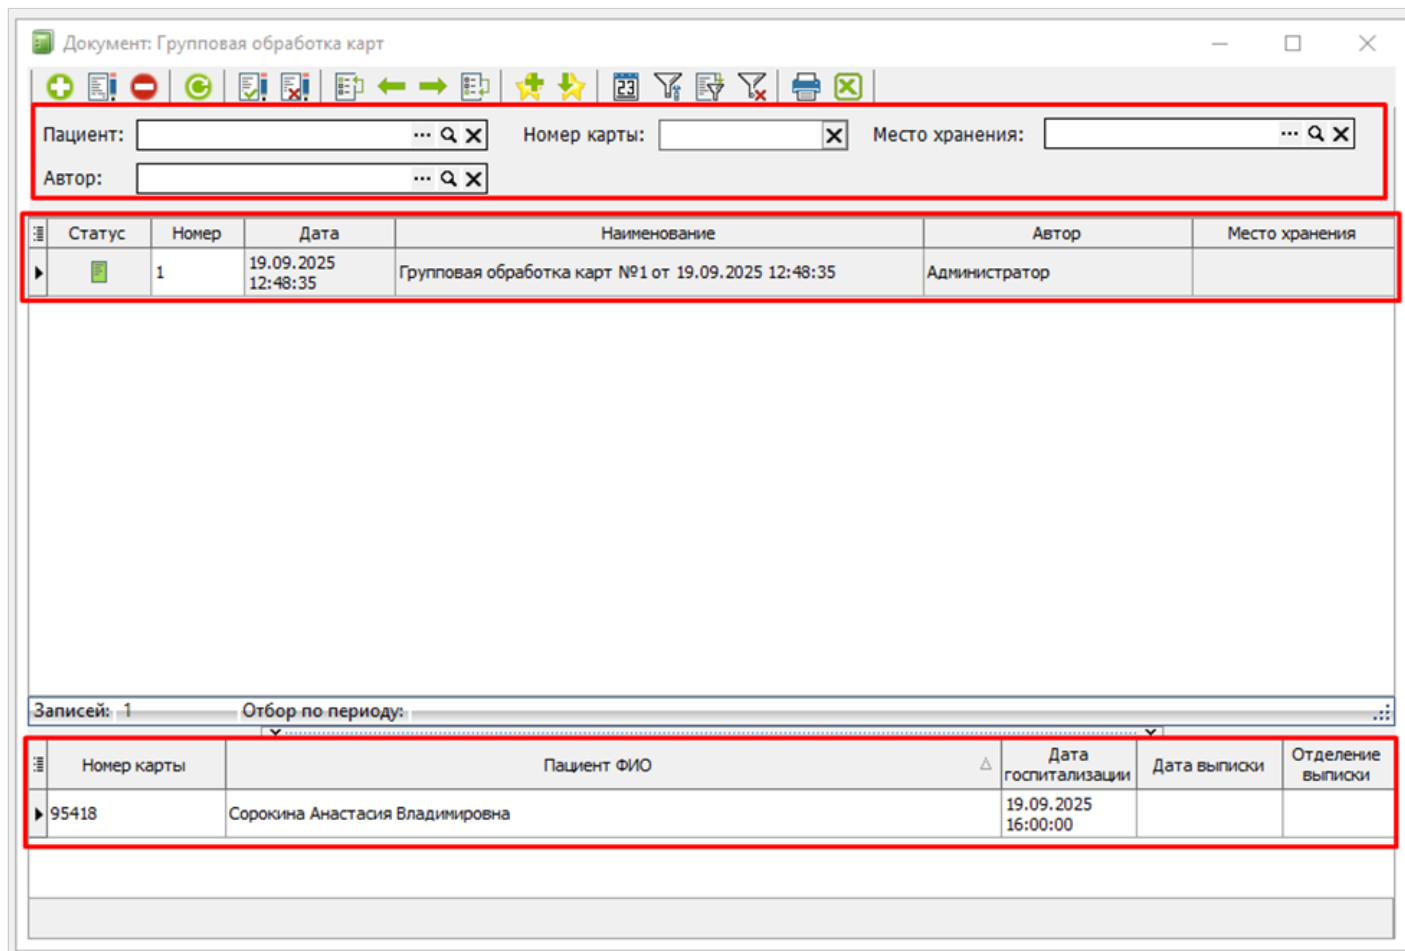 Документ: Групповая обработка карт
23
Пациент: Номер карты: Место хранения:
Автор:
Статус Номер Дата Наименование Автор Место хранения
1 19.09.2025 12:48:35 Групповая обработка карт №1 от 19.09.2025 12:48:35 Администратор
Записей: 1 Отбор по периоду:
Номер карты Пациент ФИО Дата госпитализации Дата выписки Отделение выписки
95418 Сорокина Анастасия Владимировна 19.09.2025 16:00:00